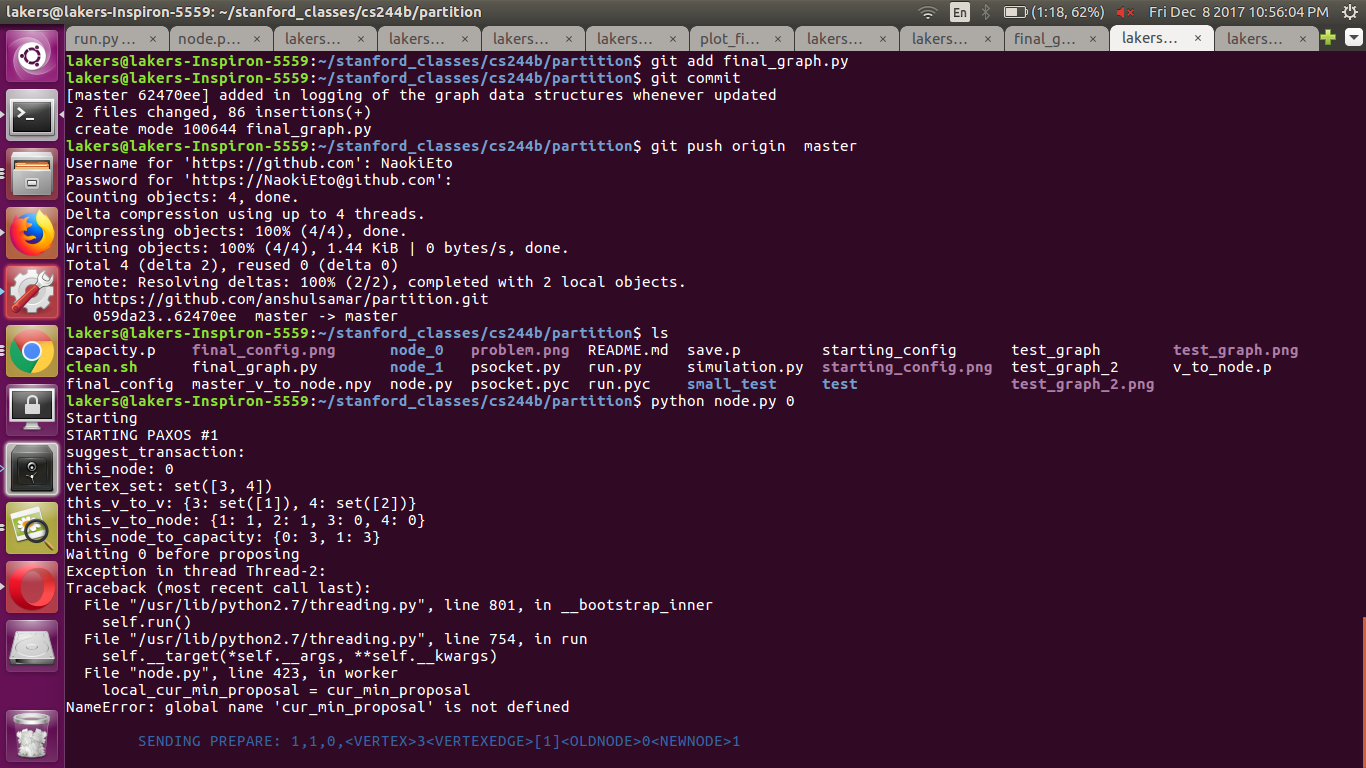 lakers@lakers-Inspiron-5559: ~/stanford_classes/cs244b/partition
En
(1:18, 62%)
Fri Dec 8 2017 10:56:04 PM
run.py... × node.p... × lakers... × lakers... × lakers... × lakers... × plot_fi... × lakers... × lakers... × final_g... × lakers... × lakers... ×
lakers@lakers-Inspiron-5559:~/stanford_classes/cs244b/partition$ git add final_graph.py
lakers@lakers-Inspiron-5559:~/stanford_classes/cs244b/partition$ git commit
[master 62470ee] added in logging of the graph data structures whenever updated
 2 files changed, 86 insertions(+)
 create mode 100644 final_graph.py
lakers@lakers-Inspiron-5559:~/stanford_classes/cs244b/partition$ git push origin  master
Username for 'https://github.com': NaokiEto
Password for 'https://NaokiEto@github.com':
Counting objects: 4, done.
Delta compression using up to 4 threads.
Compressing objects: 100% (4/4), done.
Writing objects: 100% (4/4), 1.44 KiB | 0 bytes/s, done.
Total 4 (delta 2), reused 0 (delta 0)
remote: Resolving deltas: 100% (2/2), completed with 2 local objects.
To https://github.com/anshulsamar/partition.git
   059da23..62470ee  master -> master
lakers@lakers-Inspiron-5559:~/stanford_classes/cs244b/partition$ ls
capacity.p    final_config.png      node_0   problem.png  README.md  save.p         starting_config      test_graph        test_graph.png
clean.sh      final_graph.py        node_1   psocket.py   run.py     simulation.py  starting_config.png  test_graph_2      v_to_node.p
final_config  master_v_to_node.npy  node.py  psocket.pyc  run.pyc    small_test     test                 test_graph_2.png
lakers@lakers-Inspiron-5559:~/stanford_classes/cs244b/partition$ python node.py 0
Starting
STARTING PAXOS #1
suggest_transaction:
this_node: 0
vertex_set: set([3, 4])
this_v_to_v: {3: set([1]), 4: set([2])}
this_v_to_node: {1: 1, 2: 1, 3: 0, 4: 0}
this_node_to_capacity: {0: 3, 1: 3}
Waiting 0 before proposing
Exception in thread Thread-2:
Traceback (most recent call last):
  File "/usr/lib/python2.7/threading.py", line 801, in __bootstrap_inner
    self.run()
  File "/usr/lib/python2.7/threading.py", line 754, in run
    self.__target(*self.__args, **self.__kwargs)
  File "node.py", line 423, in worker
    local_cur_min_proposal = cur_min_proposal
NameError: global name 'cur_min_proposal' is not defined
        SENDING PREPARE: 1,1,0,<VERTEX>3<VERTEXEDGE>[1]<OLDNODE>0<NEWNODE>1